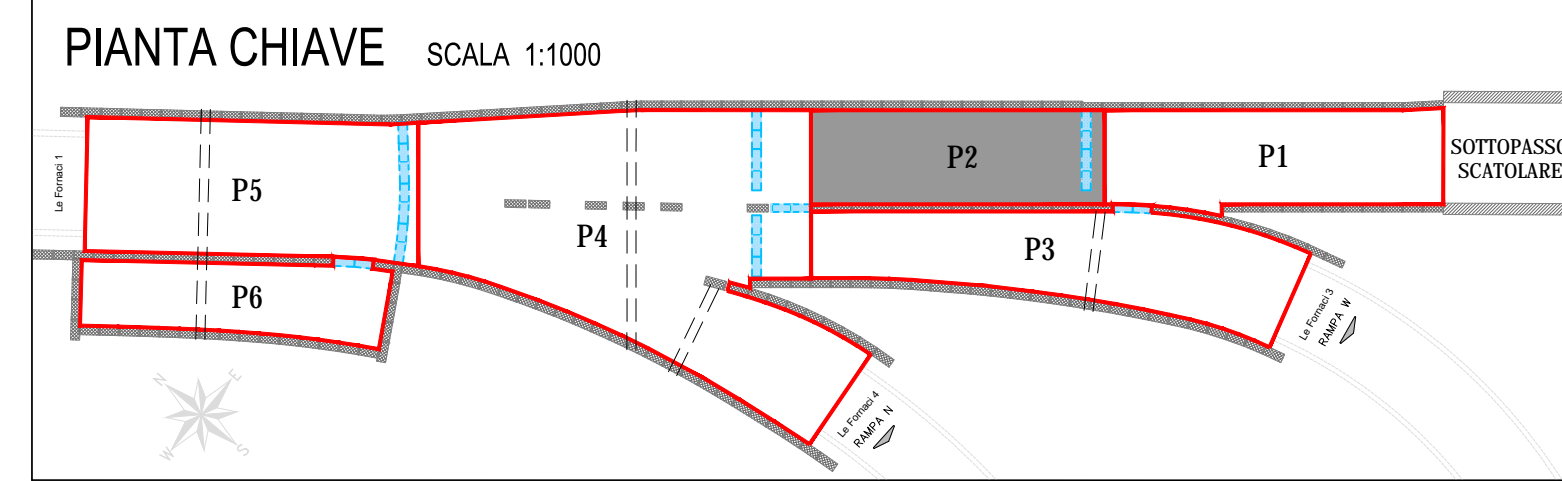 PIANTA CHIAVE SCALA 1:1000
Le Fornaci 1
P5
P6
P4
P2
P1
P3
SOTTOPASSO
SCATOLARE
Le Fornaci 3
RAMPA W
Le Fornaci 4
RAMPA N
N
E
W
S